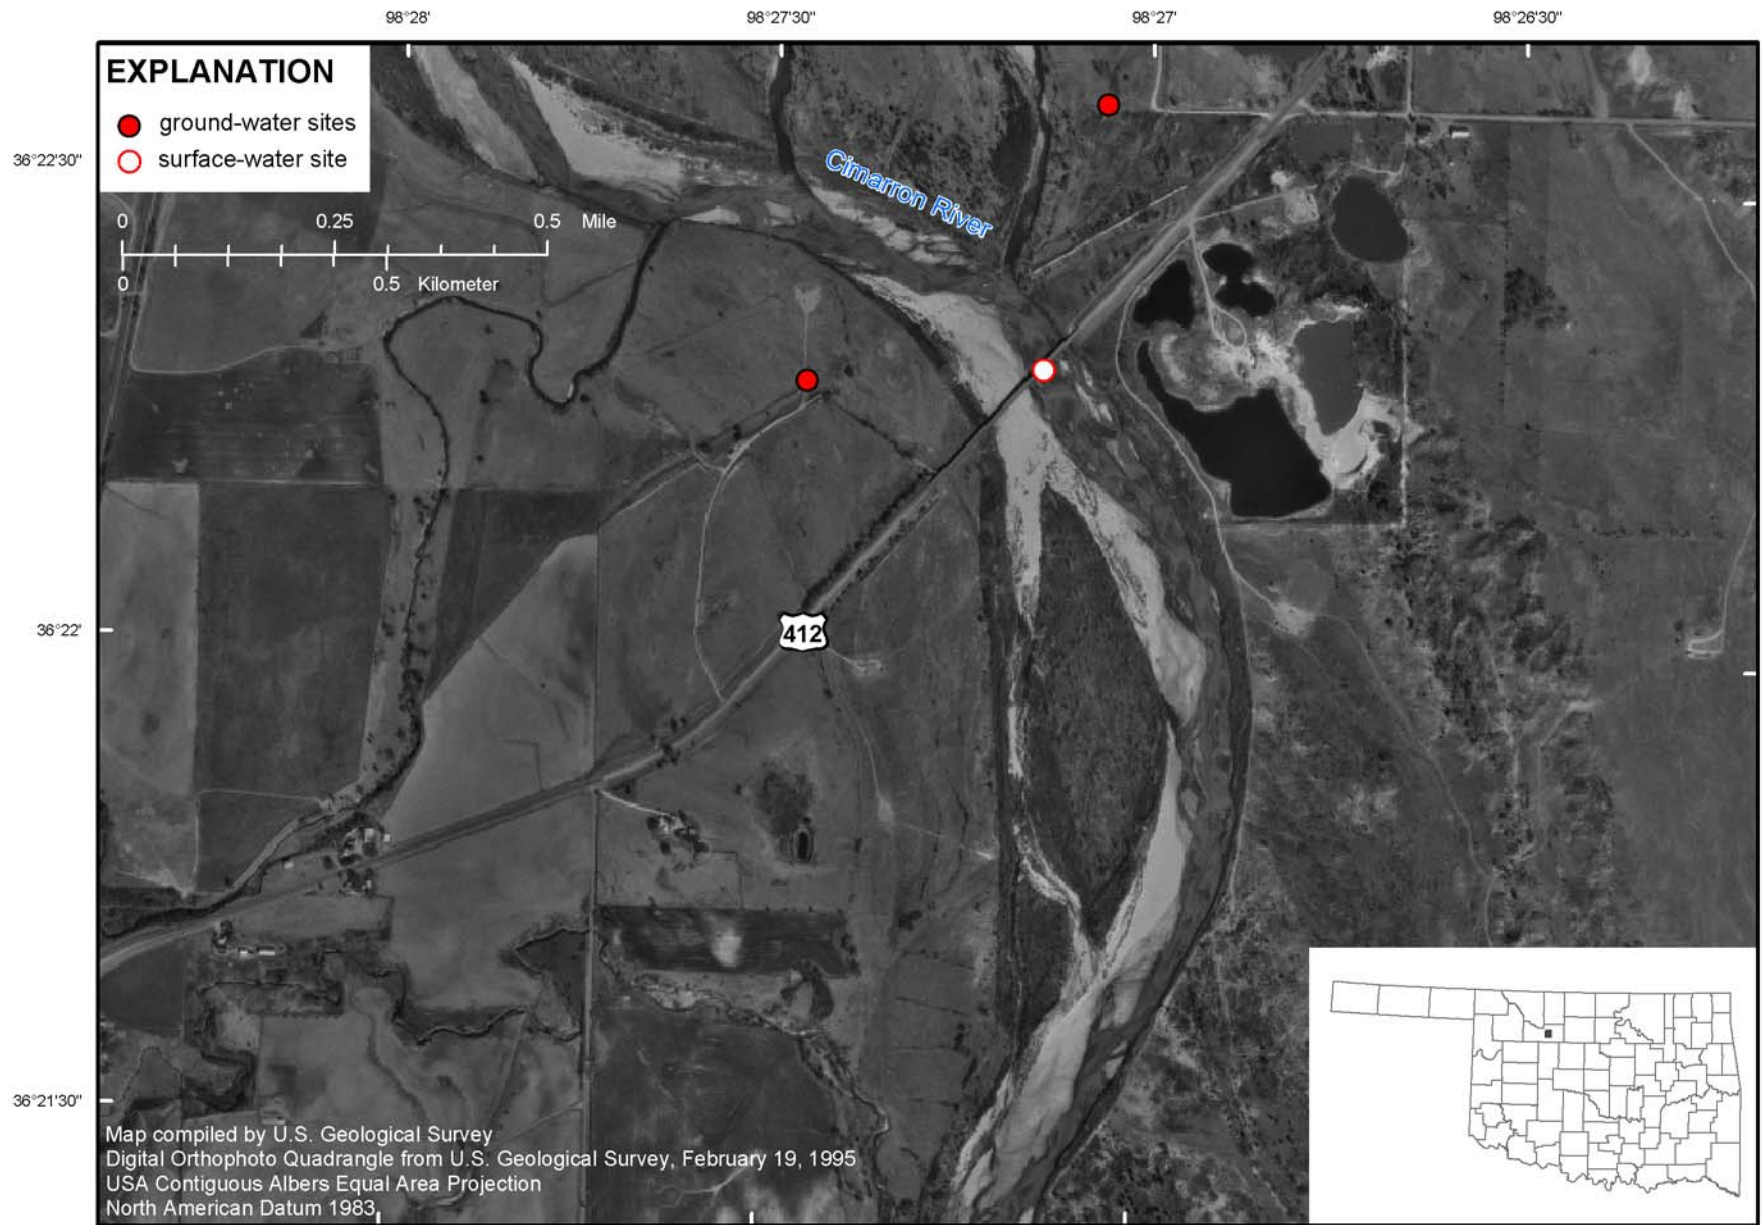 98°28' 98°27'30" 98°27' 98°26'30"
EXPLANATION
ground-water sites
surface-water site
36°22'30"
Cimarron River
0 0.25 0.5 Mile
0 0.5 Kilometer
36°22'
412
36°21'30"
Map compiled by U.S. Geological Survey
Digital Orthophoto Quadrangle from U.S. Geological Survey, February 19, 1995
USA Contiguous Albers Equal Area Projection
North American Datum 1983